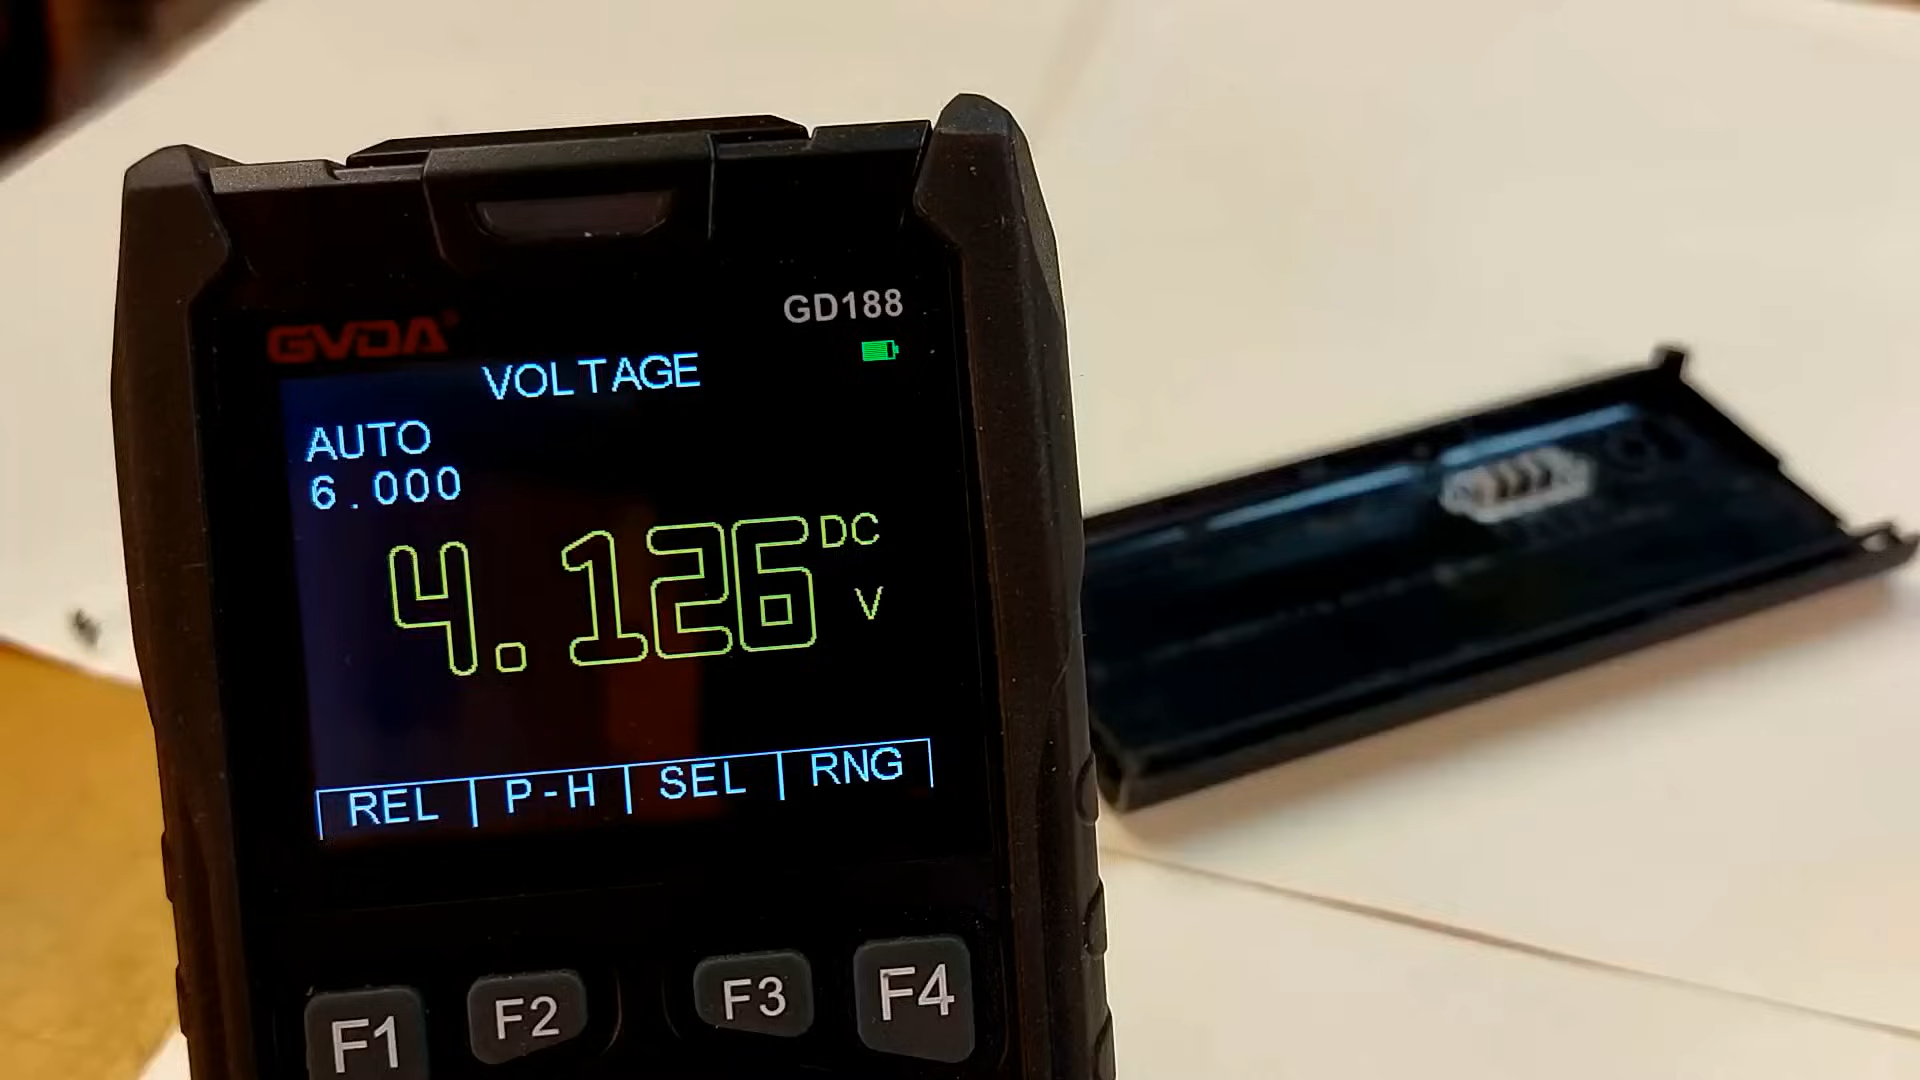 GD188
GVDA
VOLTAGE
AUTO
6.000
4.126 DC V
REL P-H SEL RNG
F1 F2 F3 F4